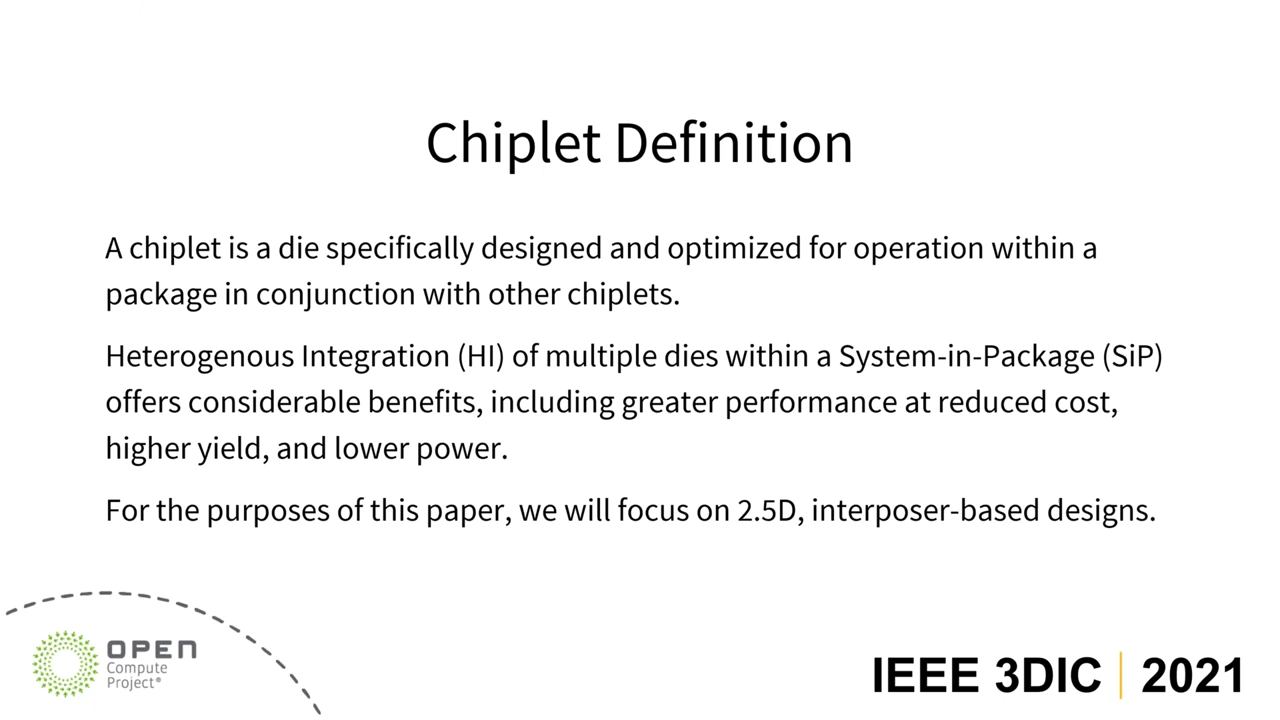 Chiplet Definition
A chiplet is a die specifically designed and optimized for operation within a
package in conjunction with other chiplets.
Heterogenous Integration (HI) of multiple dies within a System-in-Package (SiP)
offers considerable benefits, including greater performance at reduced cost,
higher yield, and lower power.
For the purposes of this paper, we will focus on 2.5D, interposer-based designs.
OPEN
Compute
Project®
IEEE 3DIC | 2021